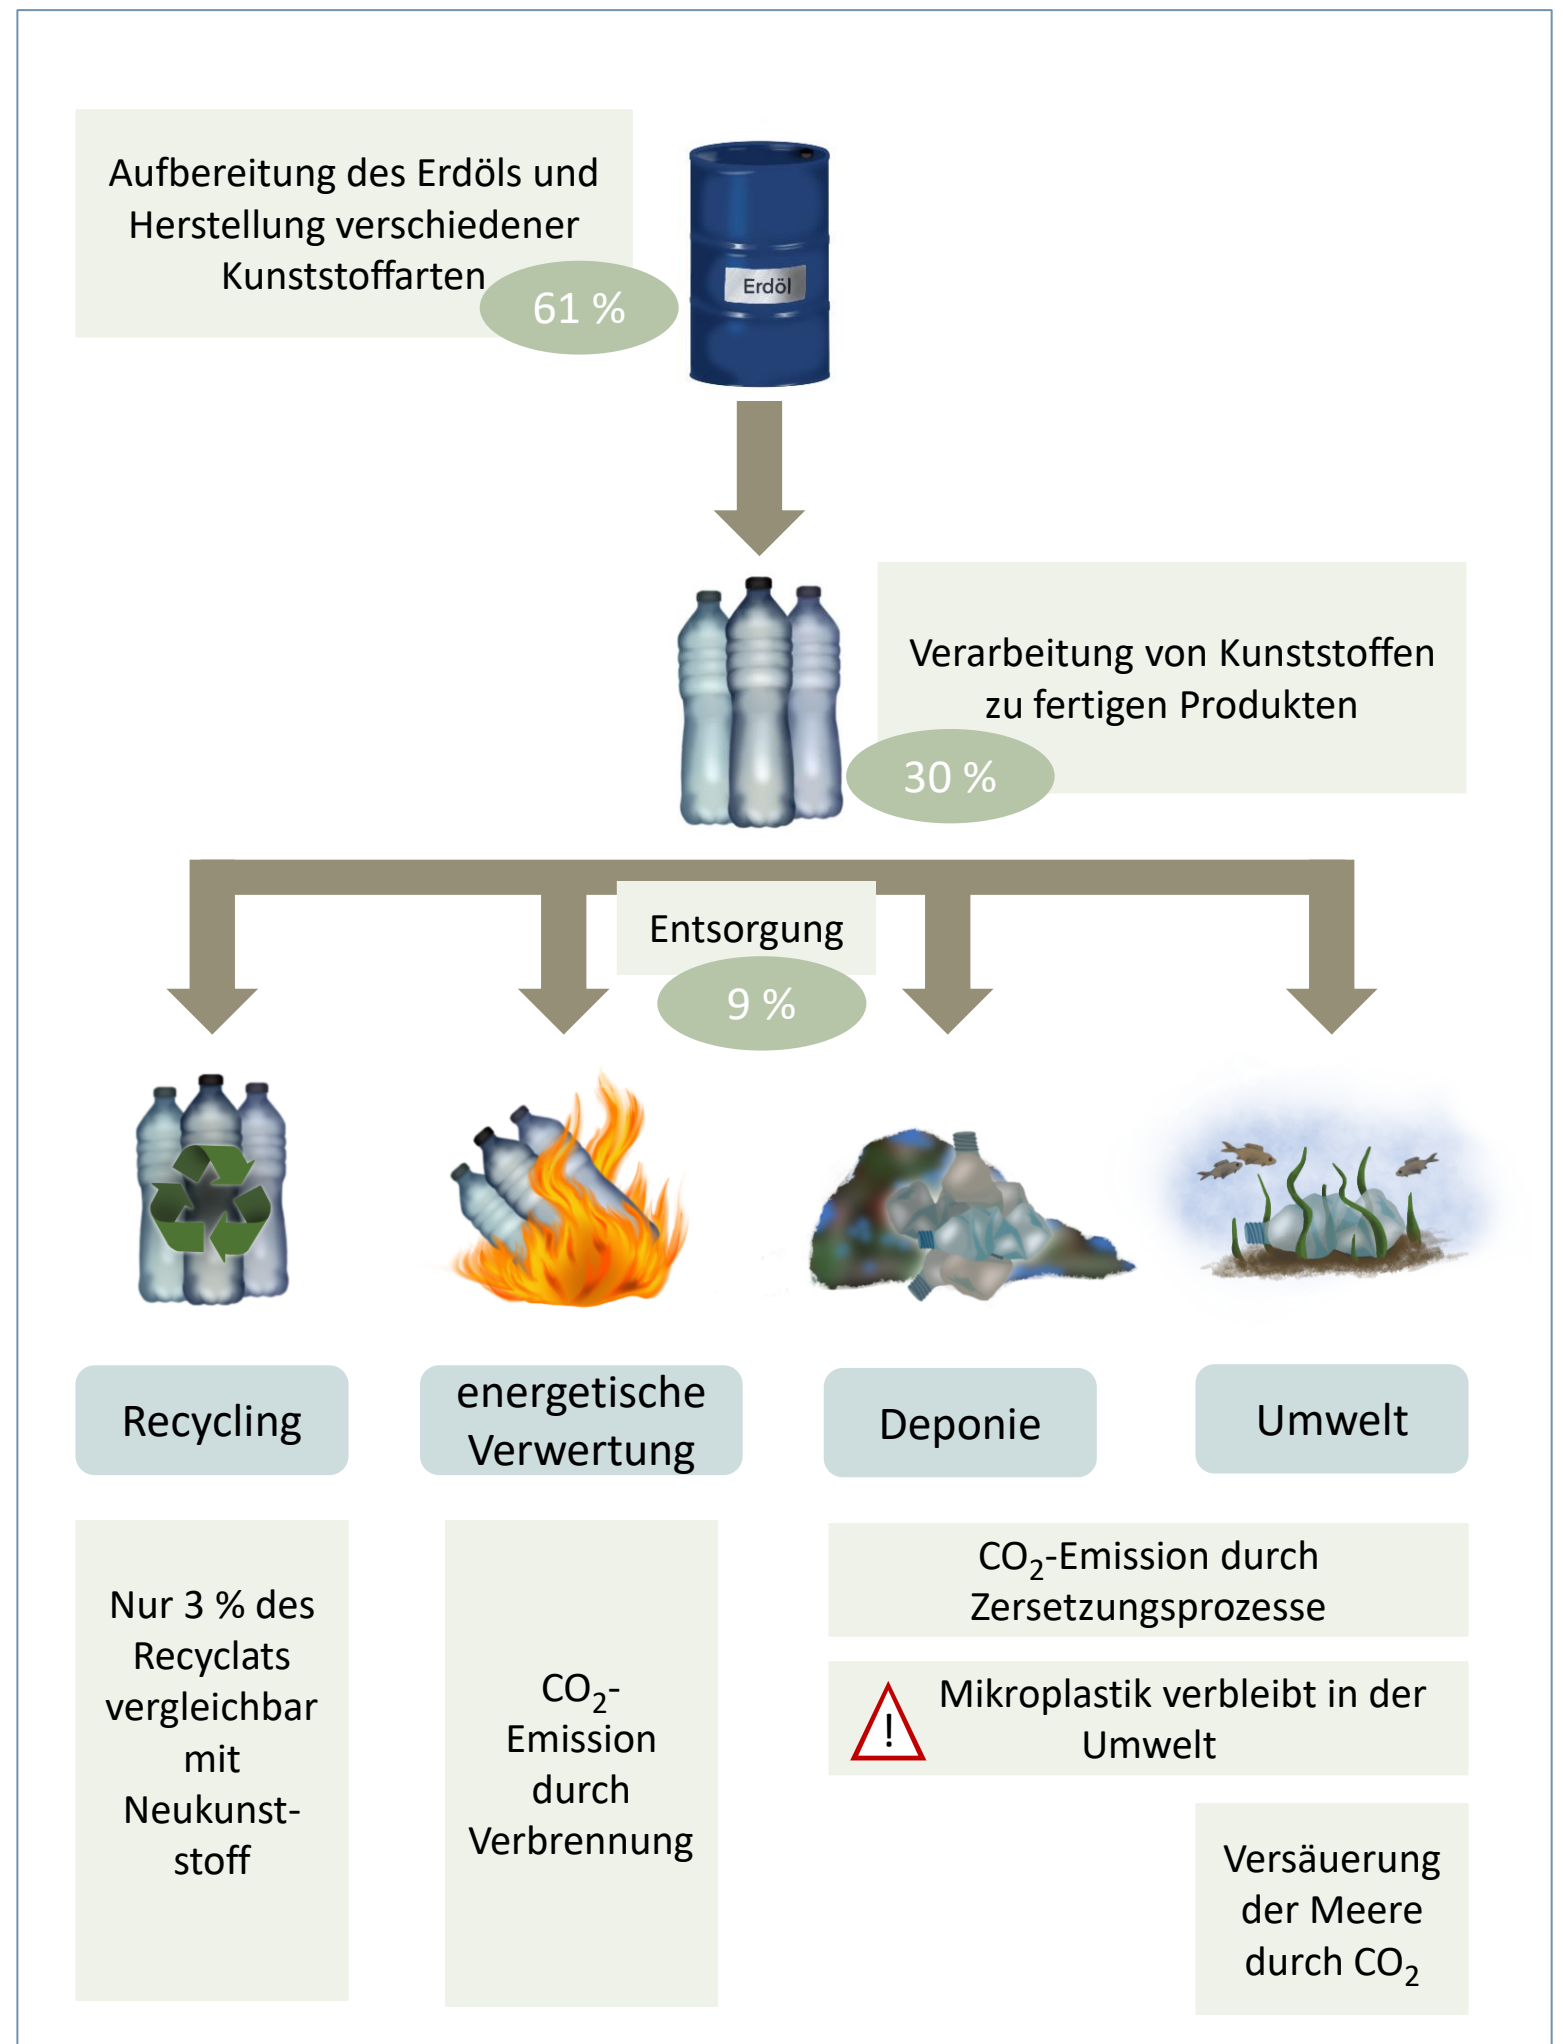 Aufbereitung des Erdöls und
Herstellung verschiedener
Kunststoffarten
61 %
Erdöl
Verarbeitung von Kunststoffen
zu fertigen Produkten
30 %
Entsorgung
9 %
Recycling
energetische
Verwertung
Deponie
Umwelt
Nur 3 % des
Recyclats
vergleichbar
mit
Neukunst-
stoff
CO₂-
Emission
durch
Verbrennung
CO₂-Emission durch
Zersetzungsprozesse
!
Mikroplastik verbleibt in der
Umwelt
Versäuerung
der Meere
durch CO₂